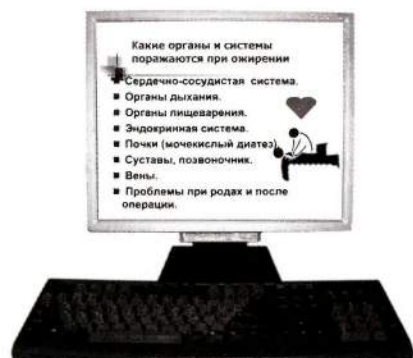 Какие органы и системы
поражаются при ожирении
Сердечно-сосудистая система.
Органы дыхания.
Органы пищеварения.
Эндокринная система.
Почки (мочекислый диатез)
Суставы, позвоночник.
Вены.
Проблемы при родах и после
операции.